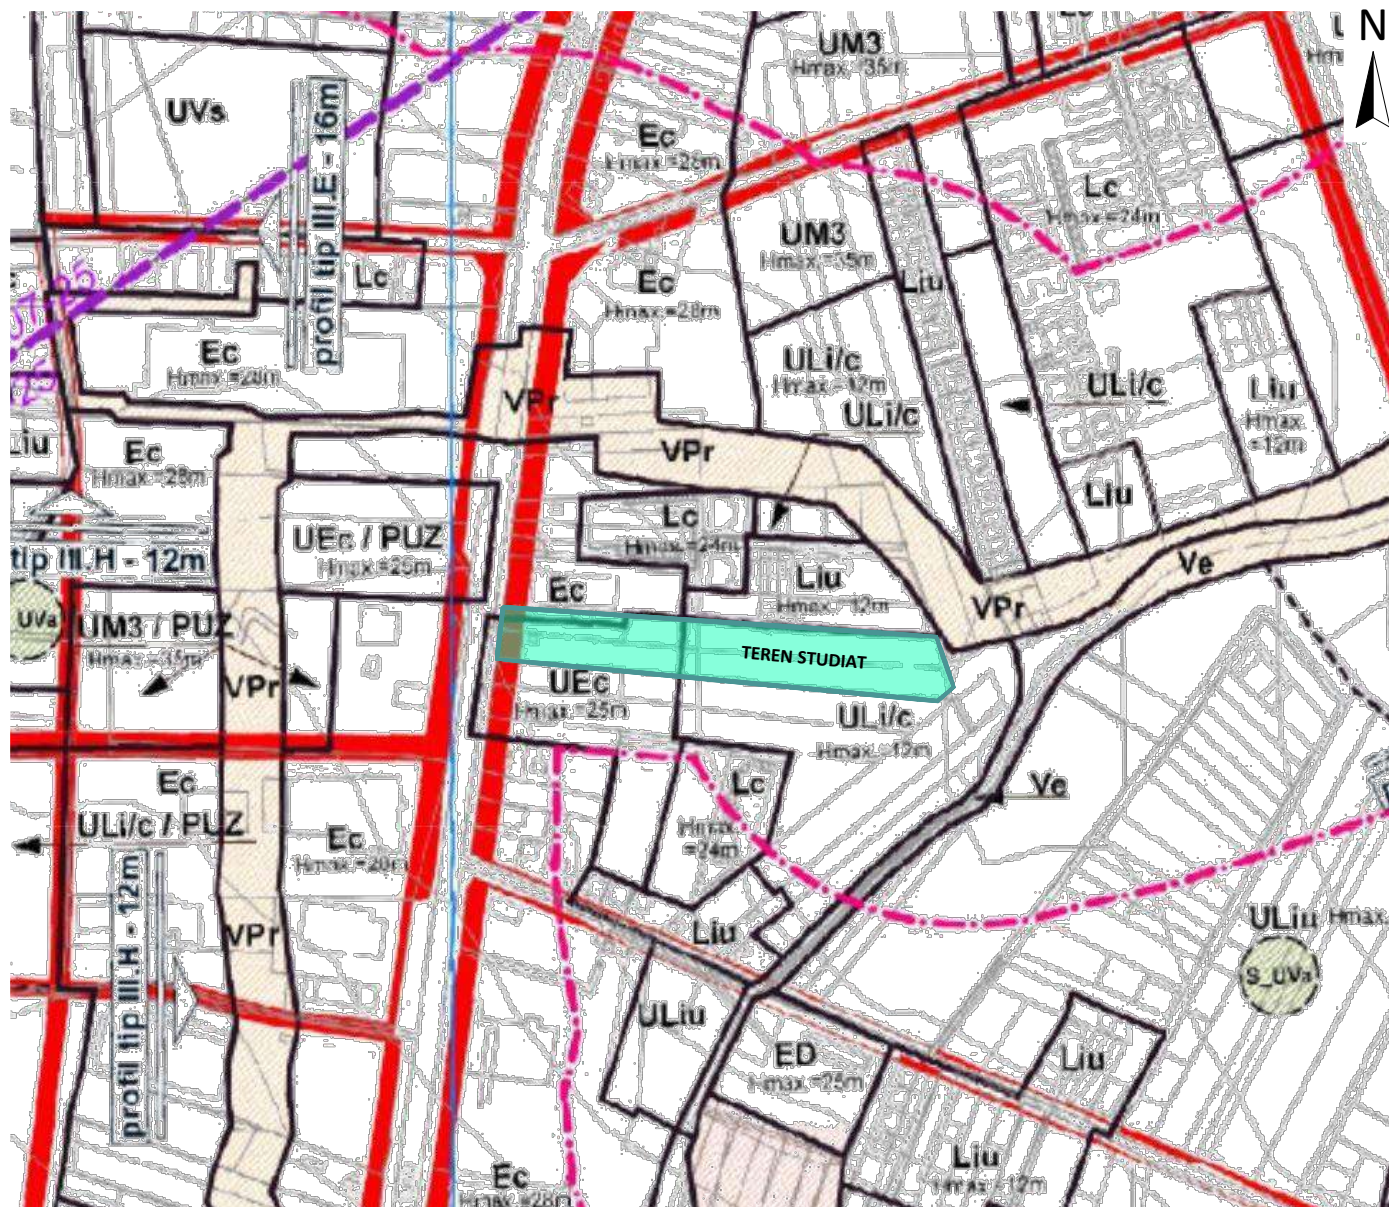 N
UM3
Hmax. 35m
UVs
profil tip III.E - 16m
Ec
Hmax.=28m
Lc
Hmax.=24m
UM3
Hmax.=35m
Lc
Liu
Ec
Hmax.=28m
Ec
Hmax.=28m
ULi/c
Hmax.=12m
ULi/c
ULi/c
Liu
Hmax.
=12m
VPr
VPr
Liu
Ec
Hmax.=28m
Liu
Lc
Hmax.=24m
UEc / PUZ
Hmax.=25m
tip III.H - 12m
Ve
Liu
Hmax.=12m
Ec
VPr
UVa
UM3 / PUZ
Hmax.=35m
TEREN STUDIAT
VPr
UEc
Hmax.=25m
ULi/c
Hmax.=12m
Ec
Lc
Ve
ULi/c / PUZ
Ec
Hmax.=28m
Hmax.
=24m
profil tip III.H - 12m
VPr
Liu
ULiu Hmax.
S_UVa
ULiu
ED
Hmax.=25m
Liu
Ec
Hmax.=28m
Liu
Hmax.=12m